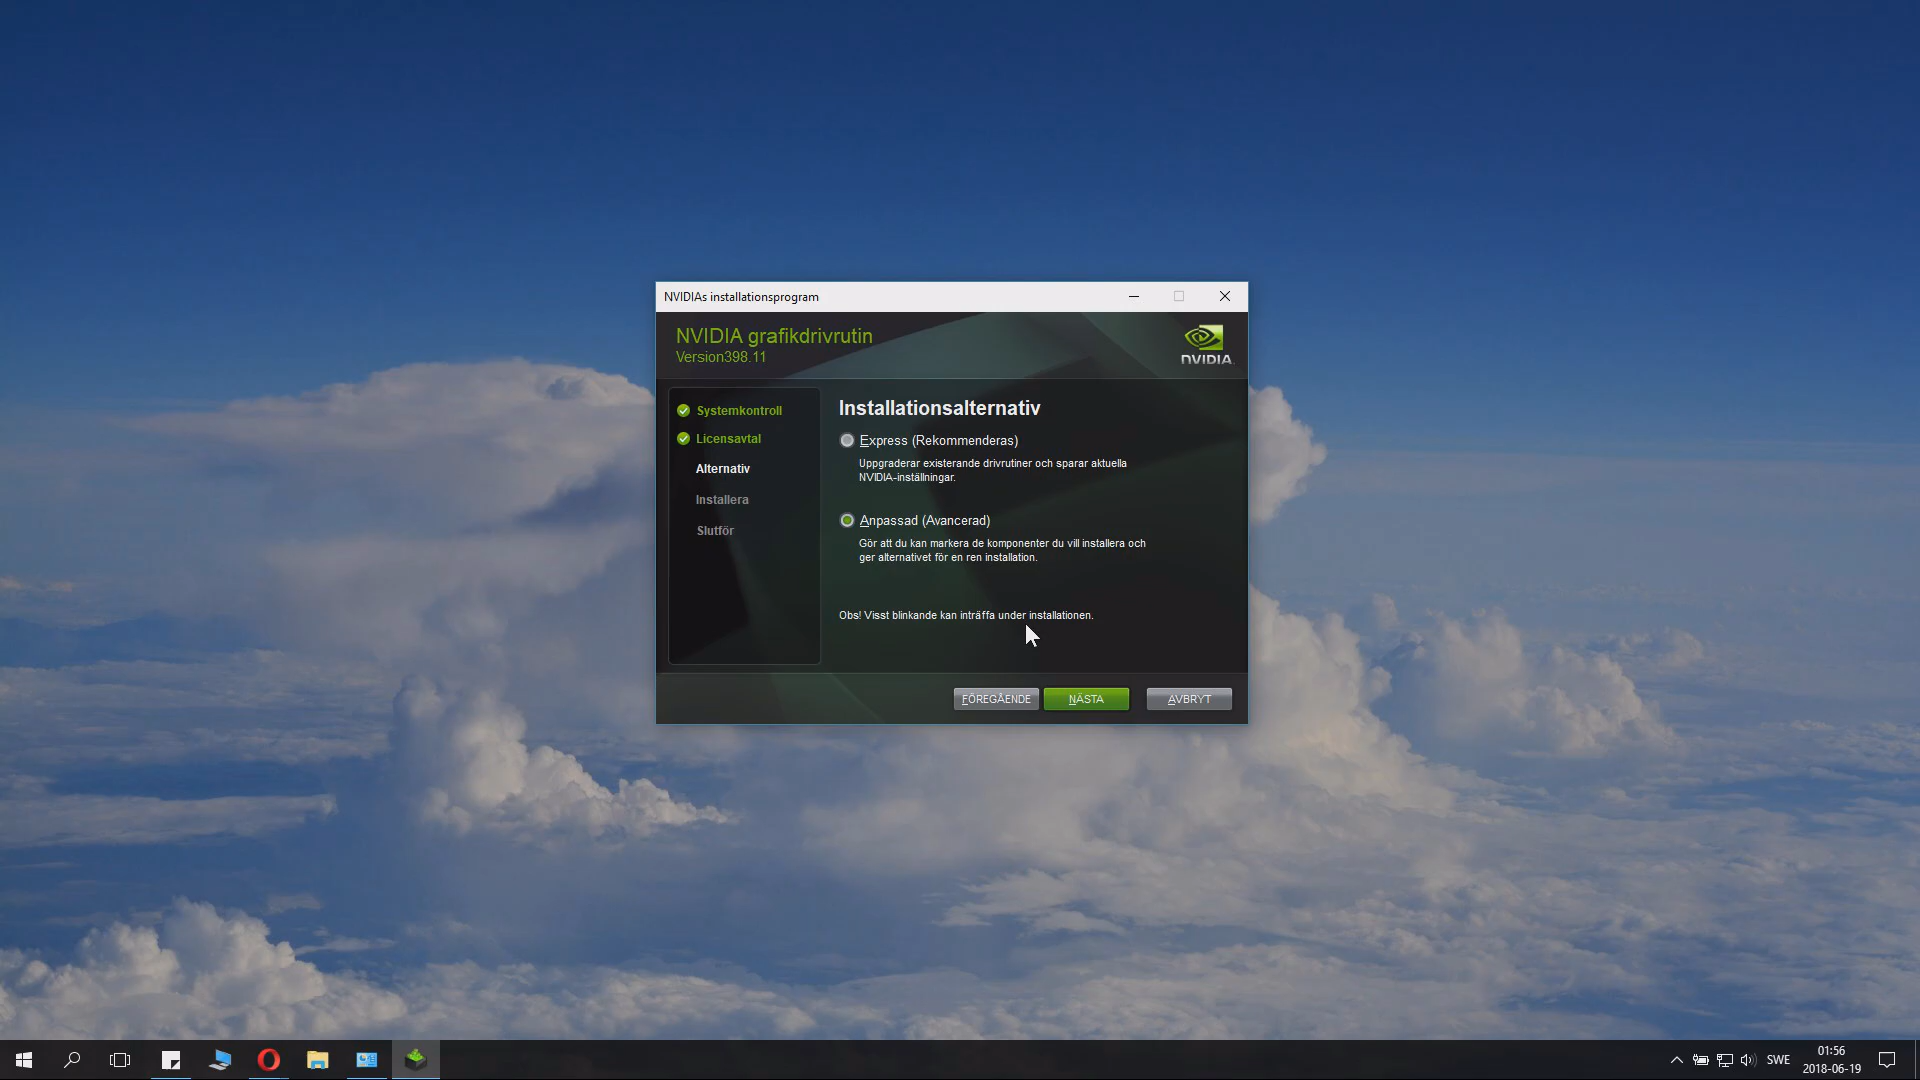 NVIDIAs installationsprogram
NVIDIA grafikdrivrutin
Version398.11
NVIDIA.
Systemkontroll
Licensavtal
Alternativ
Installera
Slutför
Installationsalternativ
Express (Rekommenderas)
Uppgraderar existerande drivrutiner och sparar aktuella
NVIDIA-inställningar.
Anpassad (Avancerad)
Gör att du kan markera de komponenter du vill installera och
ger alternativet för en ren installation.
Obs! Visst blinkande kan inträffa under installationen.
FÖREGÅENDE
NÄSTA
AVBRYT
SWE
01:56
2018-06-19